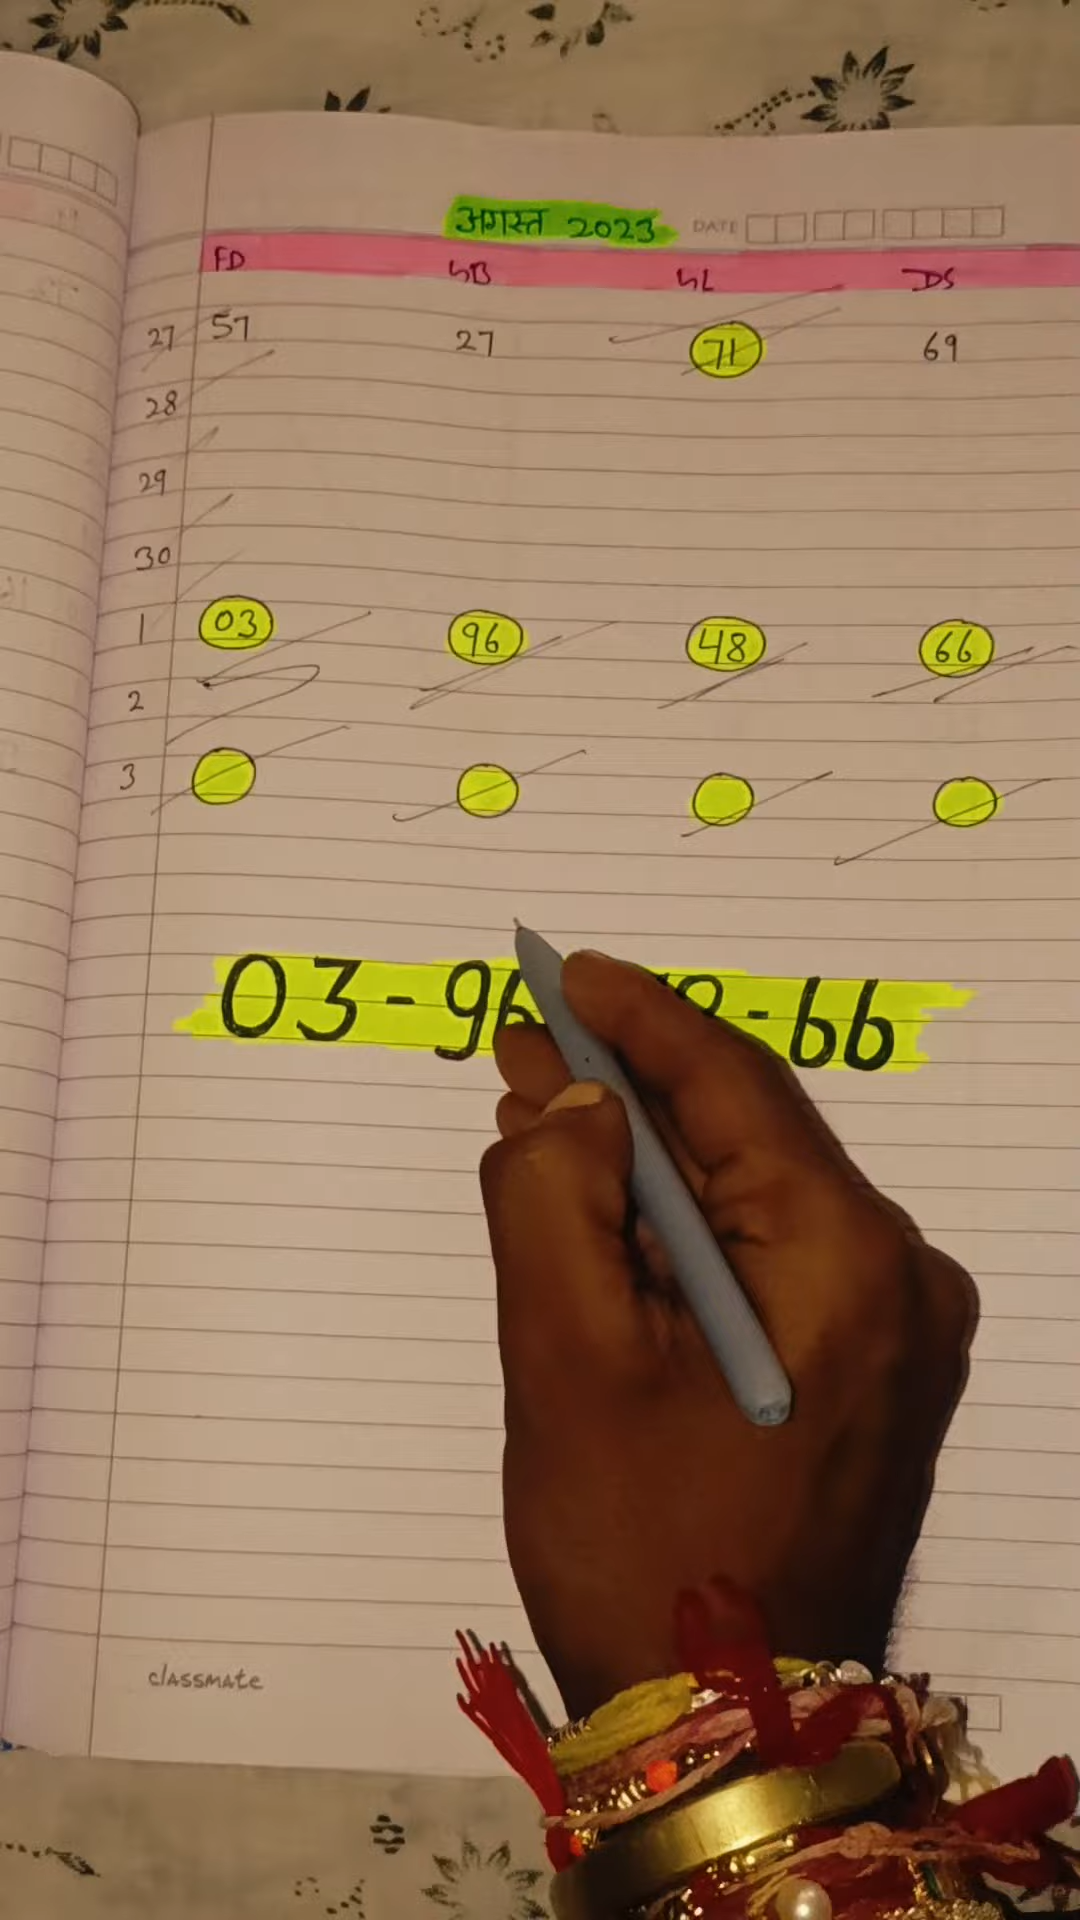 अगस्त 2023
DATE
FD GB GL DS
27 57 27 71 69
28
29
30
1 03 96 48 66
2
3
03-96 8-66
classmate